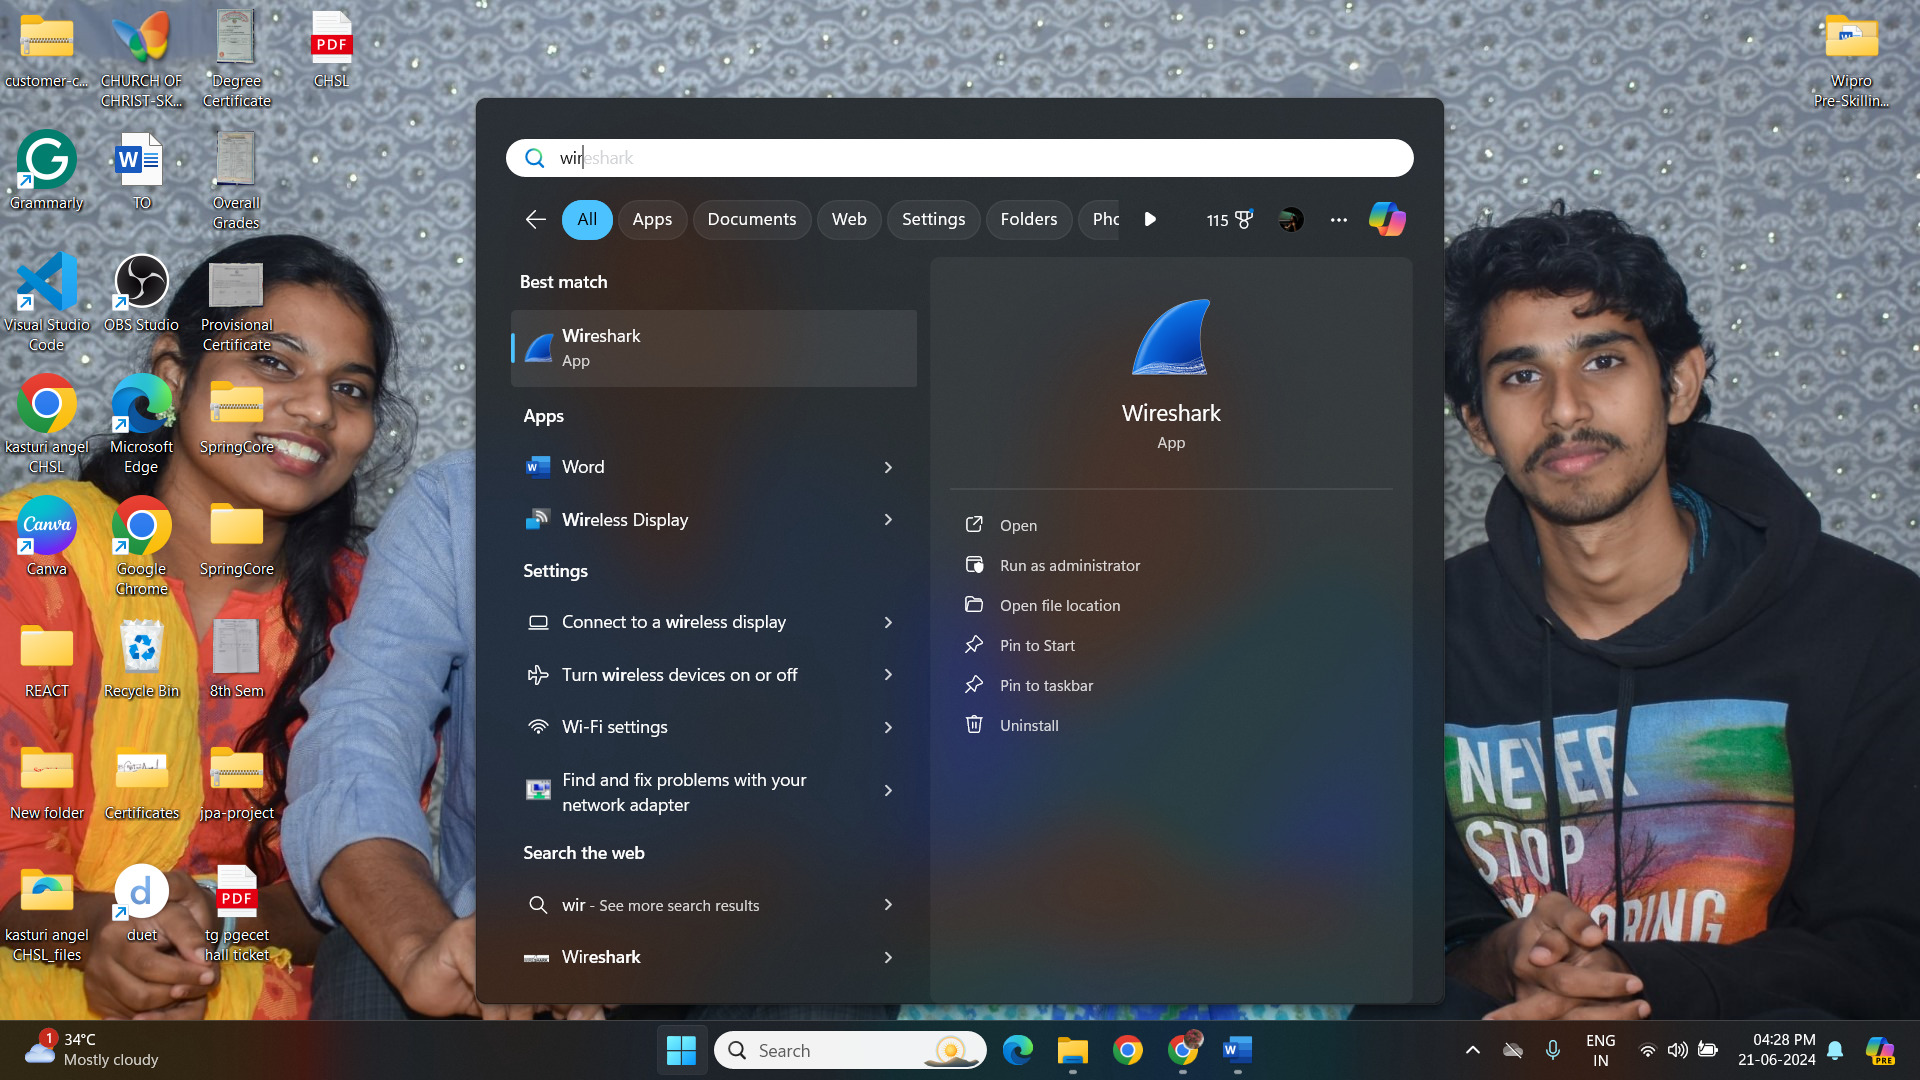 customer-c...
CHURCH OF
CHRIST-SK...
Degree
Certificate
PDF
CHSL
Wipro
Pre-Skillin...
Grammarly
TO
Overall
Grades
Visual Studio
Code
OBS Studio
Provisional
Certificate
kasturi angel
CHSL
Microsoft
Edge
SpringCore
Canva
Canva
Google
Chrome
SpringCore
REACT
Recycle Bin
8th Sem
New folder
Certificates
jpa-project
kasturi angel
CHSL_files
d
duet
PDF
tg pgecet
hall ticket
wireshark
All
Apps
Documents
Web
Settings
Folders
Pho
115
Best match
Wireshark
App
Apps
Word
Wireless Display
Settings
Connect to a wireless display
Turn wireless devices on or off
Wi-Fi settings
Find and fix problems with your
network adapter
Search the web
wir - See more search results
Wireshark
Wireshark
App
Open
Run as administrator
Open file location
Pin to Start
Pin to taskbar
Uninstall
NEVER
STOP
EXPLORING
1
34°C
Mostly cloudy
Search
ENG
IN
04:28 PM
21-06-2024
PRE